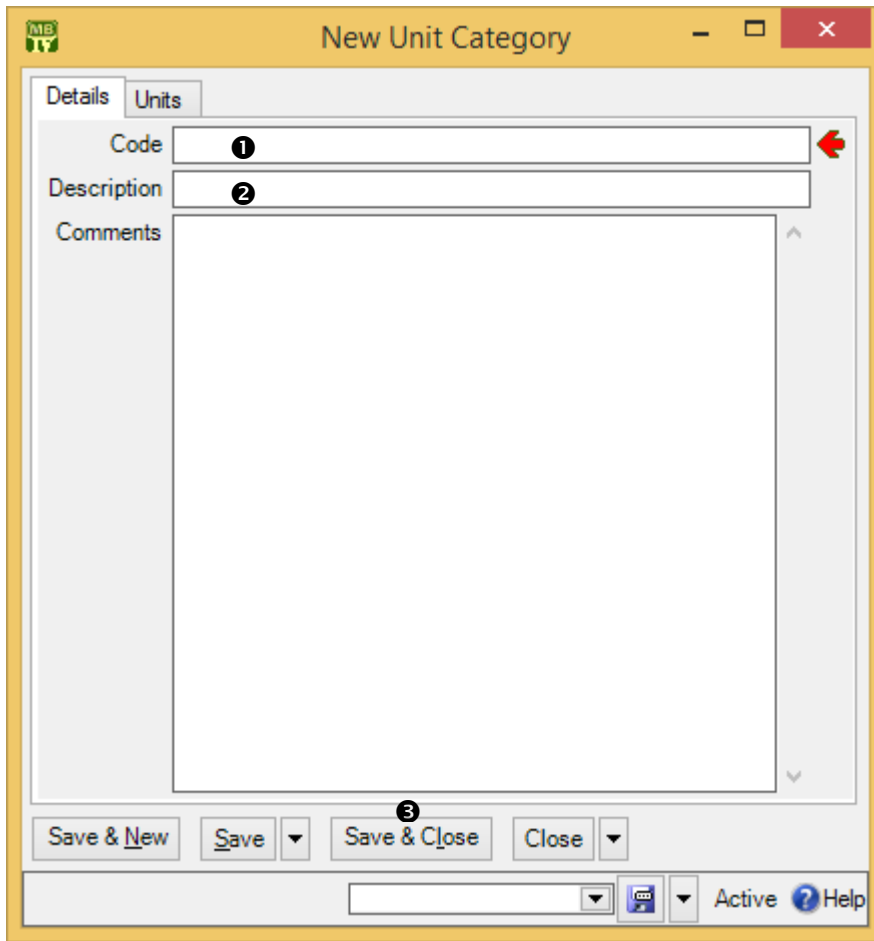 MB
IV
New Unit Category
Details Units
Code ❶
Description ❷
Comments
❸
Save & New Save Save & Close Close
Active Help